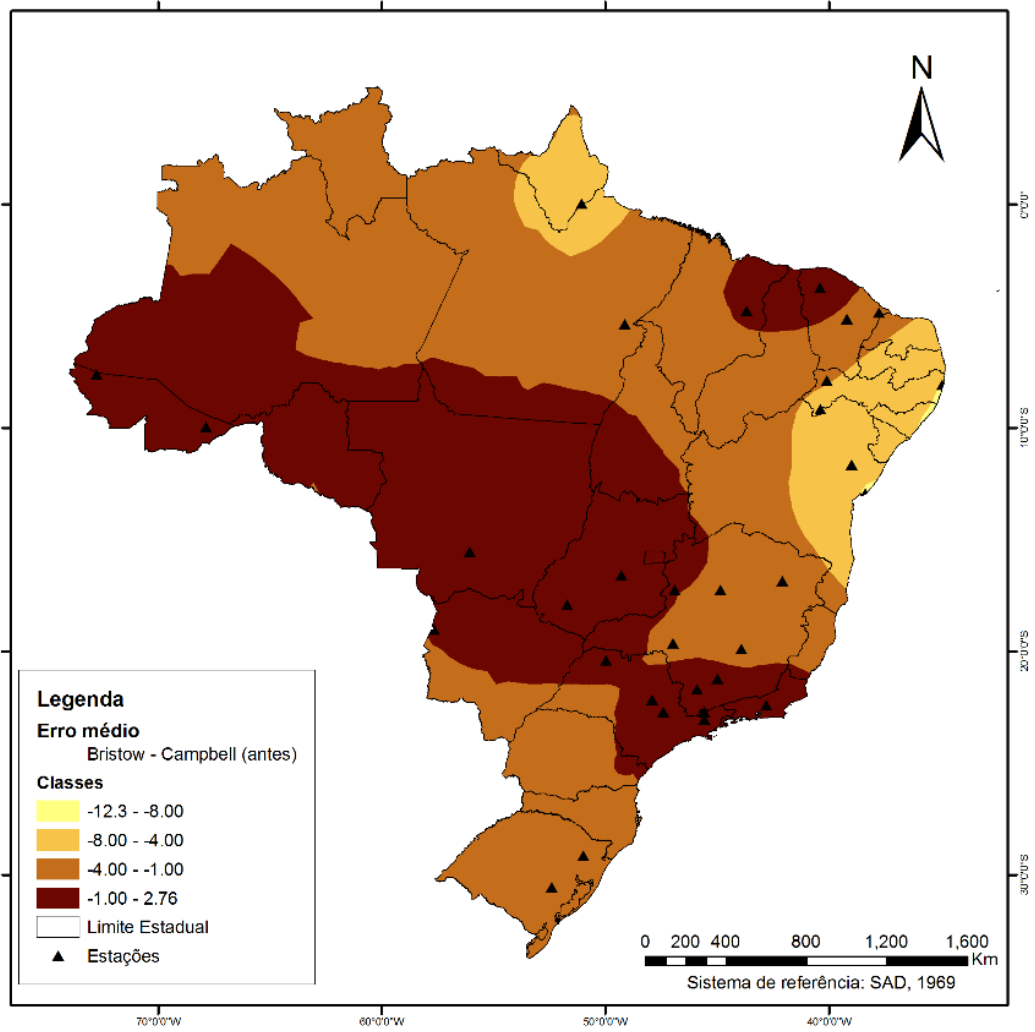 N
0°0'0"
10°0'0"S
20°0'0"S
30°0'0"S
Legenda
Erro médio
Bristow - Campbell (antes)
Classes
-12.3 - -8.00
-8.00 - -4.00
-4.00 - -1.00
-1.00 - 2.76
Limite Estadual
Estações
0 200 400 800 1,200 1,600
Km
Sistema de referência: SAD, 1969
70°0'0"W 60°0'0"W 50°0'0"W 40°0'0"W